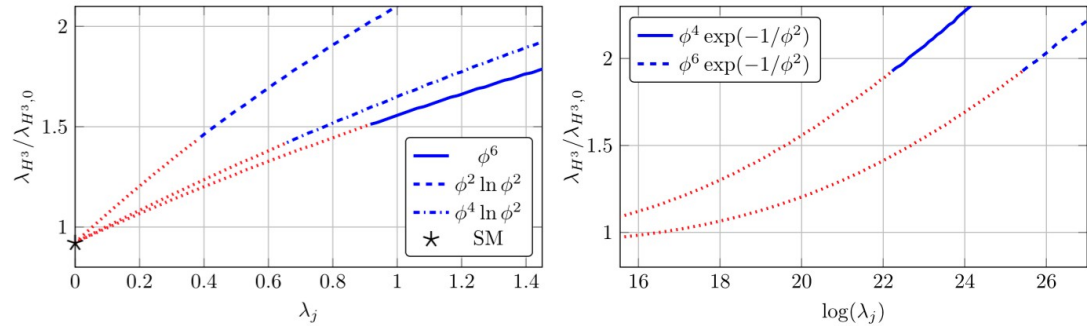 2
1.5
1
λ_{H^3}/λ_{H^3,0}
0 0.2 0.4 0.6 0.8 1 1.2 1.4
λ_j
ϕ^6
ϕ^2 ln ϕ^2
ϕ^4 ln ϕ^2
SM
2
1.5
1
λ_{H^3}/λ_{H^3,0}
16 18 20 22 24 26
log(λ_j)
ϕ^4 exp(−1/ϕ^2)
ϕ^6 exp(−1/ϕ^2)